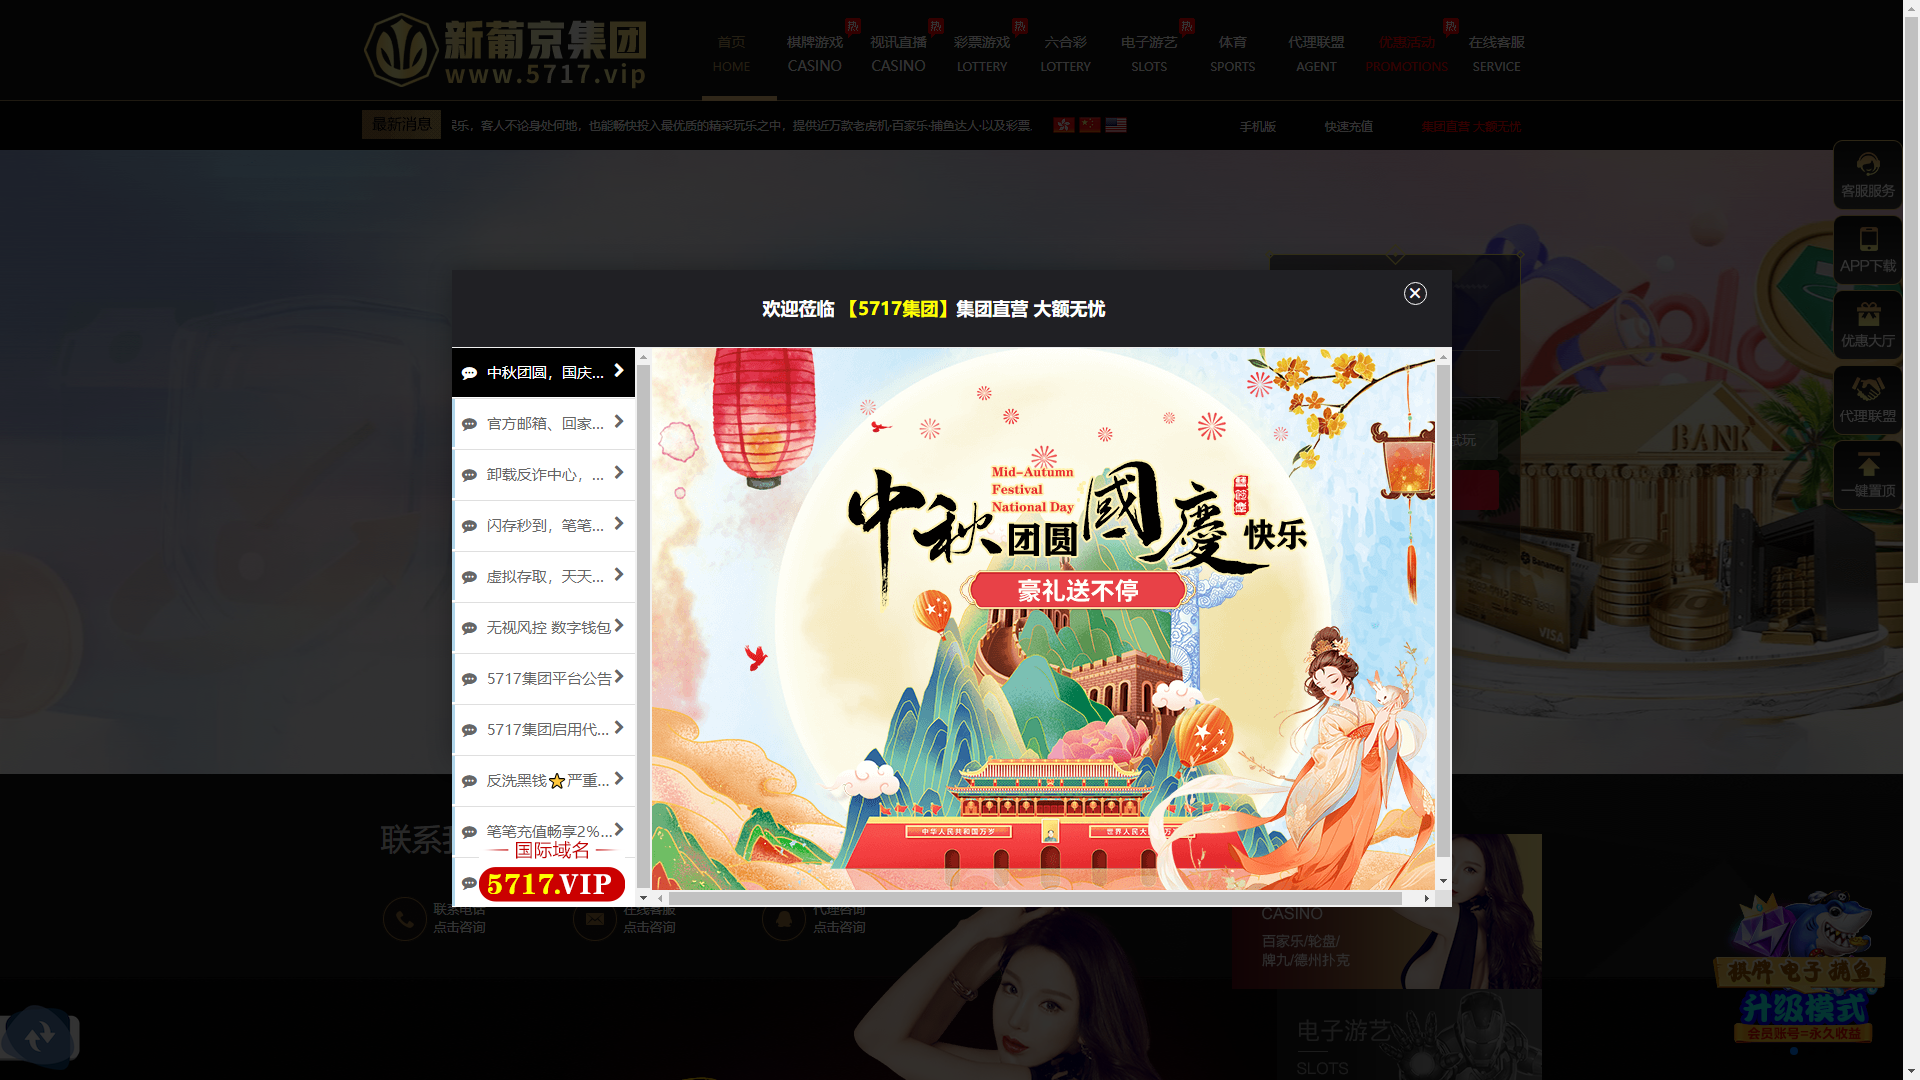 新葡京集团
www.5717.vip
首页
HOME
棋牌游戏
CASINO
热
视讯直播
CASINO
热
彩票游戏
LOTTERY
热
六合彩
LOTTERY
电子游艺
SLOTS
热
体育
SPORTS
代理联盟
AGENT
优惠活动
PROMOTIONS
热
在线客服
SERVICE
最新消息
乐，客人不论身处何地，也能畅快投入最优质的精采玩乐之中，提供近万款老虎机·百家乐·捕鱼达人·以及彩票.
手机版
快速充值
集团直营 大额无忧
客服服务
APP下载
优惠大厅
代理联盟
一键置顶
欢迎莅临 【5717集团】集团直营 大额无忧
中秋团圆，国庆...
官方邮箱、回家...
卸载反诈中心，...
闪存秒到，笔笔...
虚拟存取，天天...
无视风控 数字钱包
5717集团平台公告
5717集团启用代...
反洗黑钱⭐严重...
笔笔充值畅享2%...
国际域名
5717.VIP
Mid-Autumn
Festival
National Day
中秋团圆國慶快乐
豪礼送不停
中华人民共和国万岁
世界人民大
万
BANK
VISA
试玩
联系
联系电话
点击咨询
在线客服
点击咨询
代理咨询
点击咨询
CASINO
百家乐/轮盘/
牌九/德州扑克
电子游艺
SLOTS
棋牌 电子 捕鱼
升级模式
会员账号=永久收益